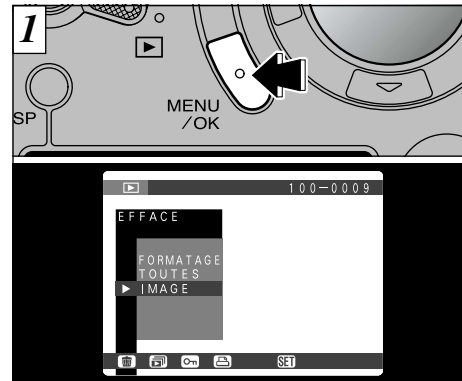 1
MENU
/OK
SP
100-0009
EFFACE
FORMATAGE
TOUTES
IMAGE
SET